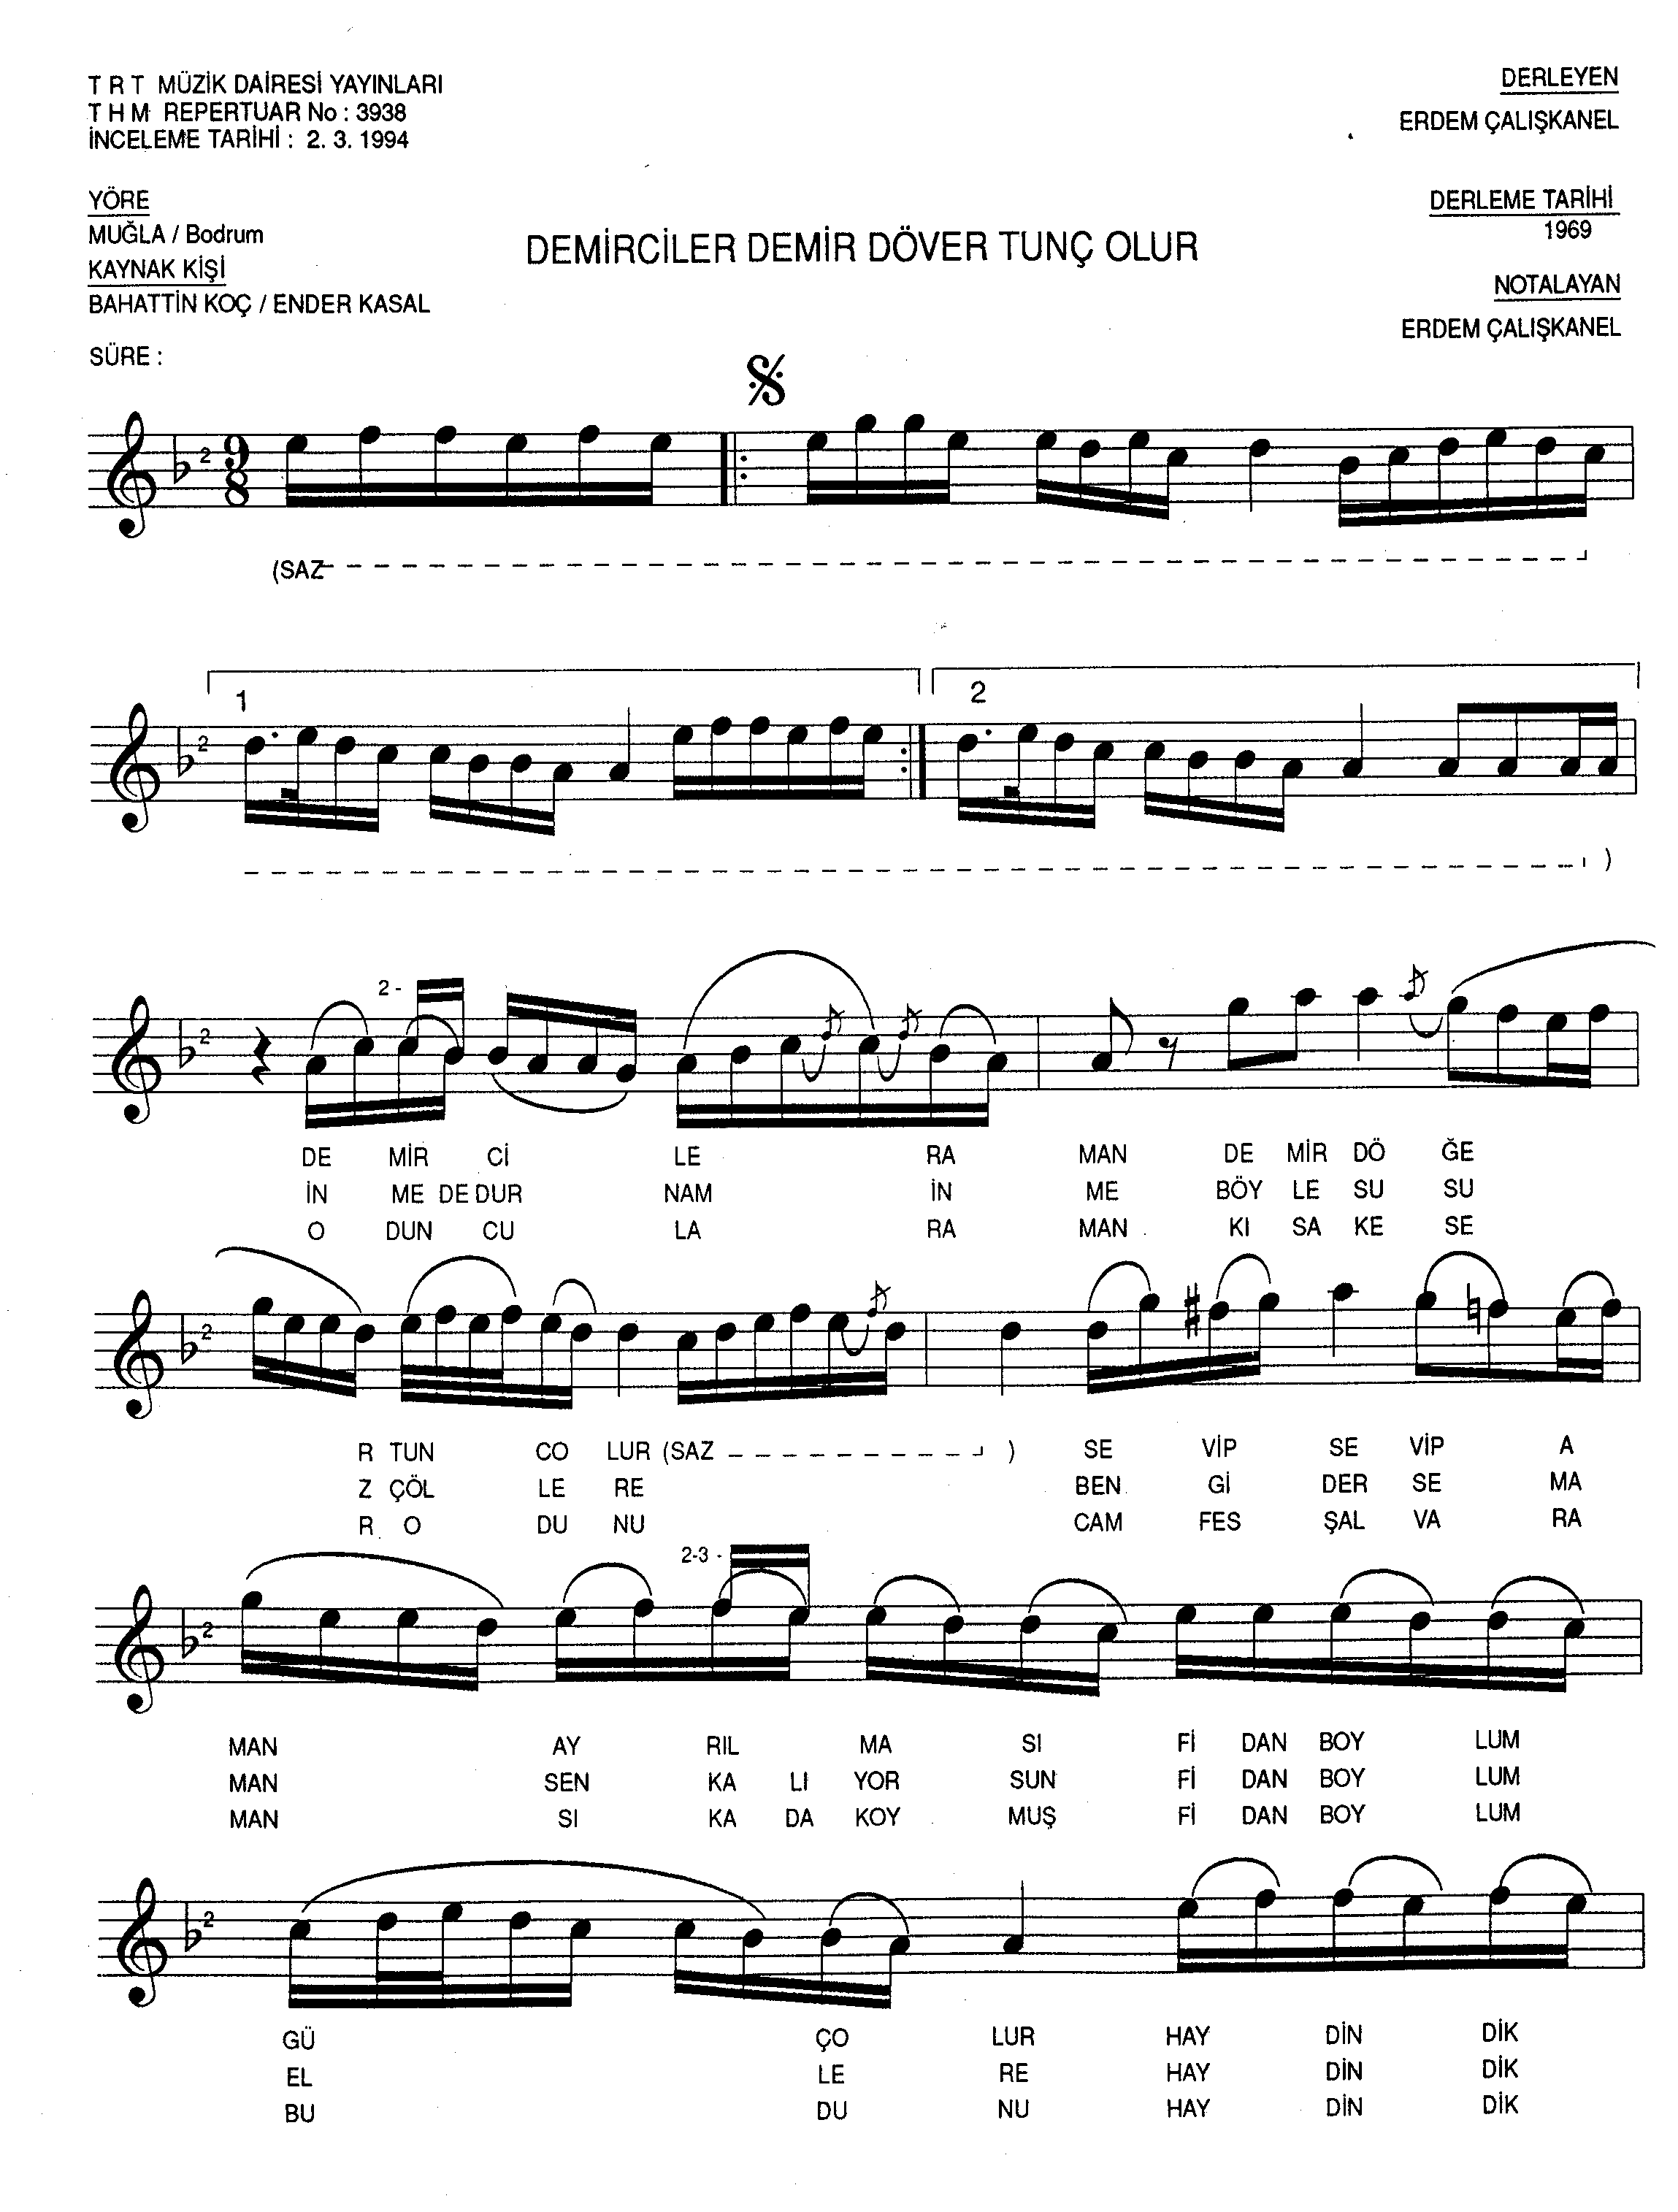 T R T MÜZİK DAİRESİ YAYINLARI
T H M REPERTUAR No : 3938
İNCELEME TARİHİ : 2. 3. 1994
DERLEYEN
ERDEM ÇALIŞKANEL
YÖRE
MUĞLA / Bodrum
KAYNAK KİŞİ
BAHATTİN KOÇ / ENDER KASAL
SÜRE :
DEMİRCİLER DEMİR DÖVER TUNÇ OLUR
DERLEME TARİHİ
1969
NOTALAYAN
ERDEM ÇALIŞKANEL
2 9 8
(SAZ
1 2
2
)
2 -
2
DE MİR Cİ LE RA MAN DE MİR DÖ ĞE
İN ME DE DUR NAM İN ME BÖY LE SU SU
O DUN CU LA RA MAN KI SA KE SE
2
R TUN CO LUR (SAZ ) SE VİP SE VİP A
Z ÇÖL LE RE BEN Gİ DER SE MA
R O DU NU CAM FES ŞAL VA RA
2-3 -
2
MAN AY RIL MA SI Fİ DAN BOY LUM
MAN SEN KA LI YOR SUN Fİ DAN BOY LUM
MAN SI KA DA KOY MUŞ Fİ DAN BOY LUM
2
GÜ ÇO LUR HAY DİN DİK
EL LE RE HAY DİN DİK
BU DU NU HAY DİN DİK